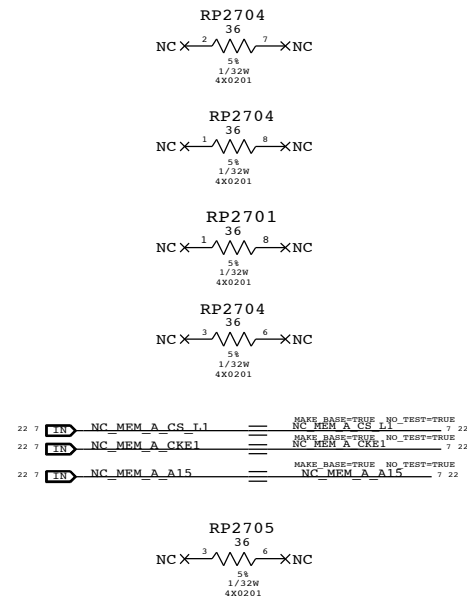 RP2704
36
NC 2 7 NC
5%
1/32W
4X0201
RP2704
36
NC 1 8 NC
5%
1/32W
4X0201
RP2701
36
NC 1 8 NC
5%
1/32W
4X0201
RP2704
36
NC 3 6 NC
5%
1/32W
4X0201
MAKE_BASE=TRUE NO_TEST=TRUE
22 7 IN NC_MEM_A_CS_L1 NC_MEM_A_CS_L1 7 22
MAKE_BASE=TRUE NO_TEST=TRUE
22 7 IN NC_MEM_A_CKE1 NC_MEM_A_CKE1 7 22
MAKE_BASE=TRUE NO_TEST=TRUE
22 7 IN NC_MEM_A_A15 NC_MEM_A_A15 7 22
RP2705
36
NC 3 6 NC
5%
1/32W
4X0201